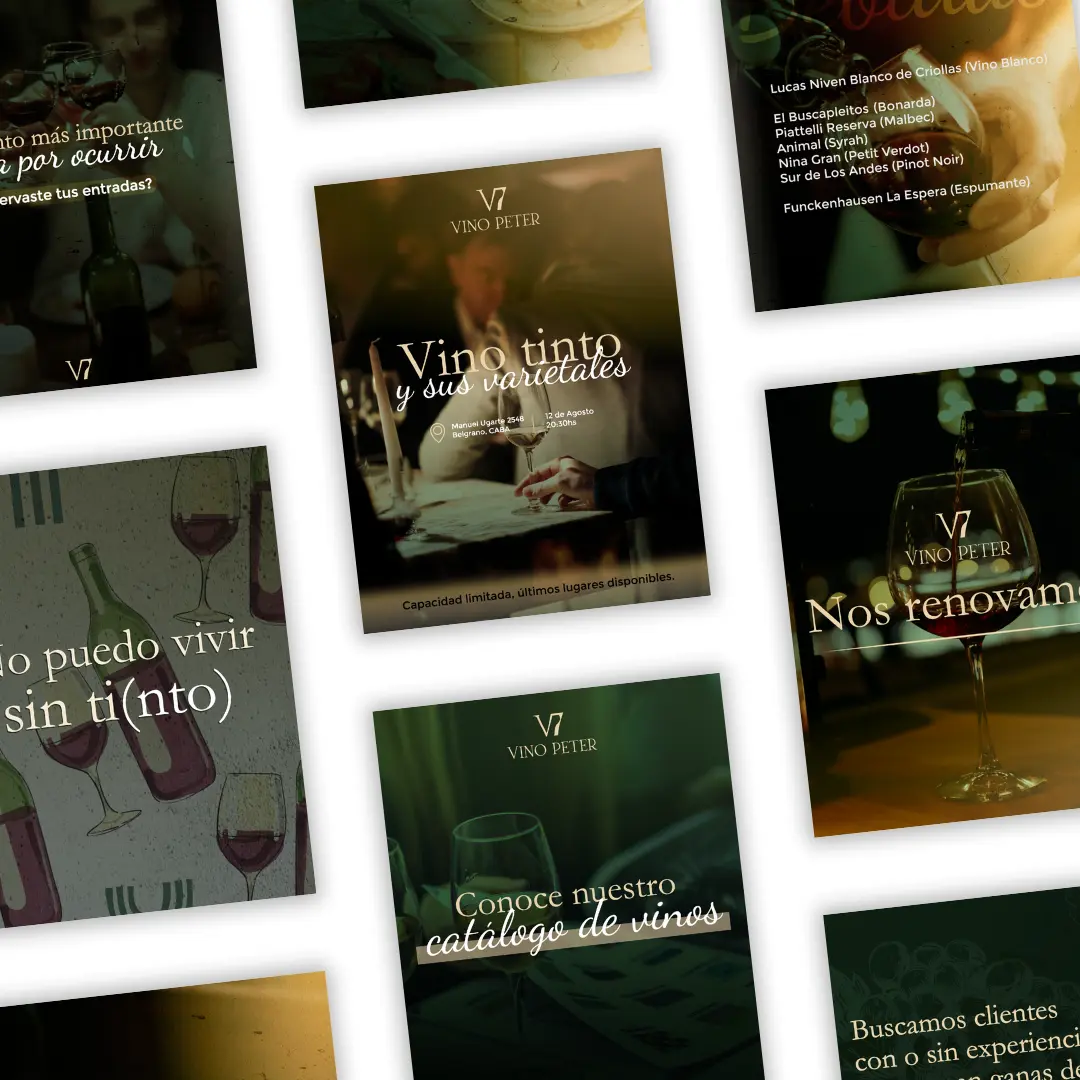 nto más importante
a por ocurrir
ervaste tus entradas?
V7
Lucas Niven Blanco de Criollas (Vino Blanco)
El Buscapleitos (Bonarda)
Piattelli Reserva (Malbec)
Animal (Syrah)
Nina Gran (Petit Verdot)
Sur de Los Andes (Pinot Noir)
Funckenhausen La Espera (Espumante)
V7
VINO PETER
Vino tinto
y sus varietales
Manuel Ugarte 2548
Belgrano, CABA
12 de Agosto
20:30hs
Capacidad limitada, últimos lugares disponibles.
No puedo vivir
sin ti(nto)
V7
VINO PETER
Nos renovam
V7
VINO PETER
Conoce nuestro
catálogo de vinos
Buscamos clientes
con o sin experienci
ganas de